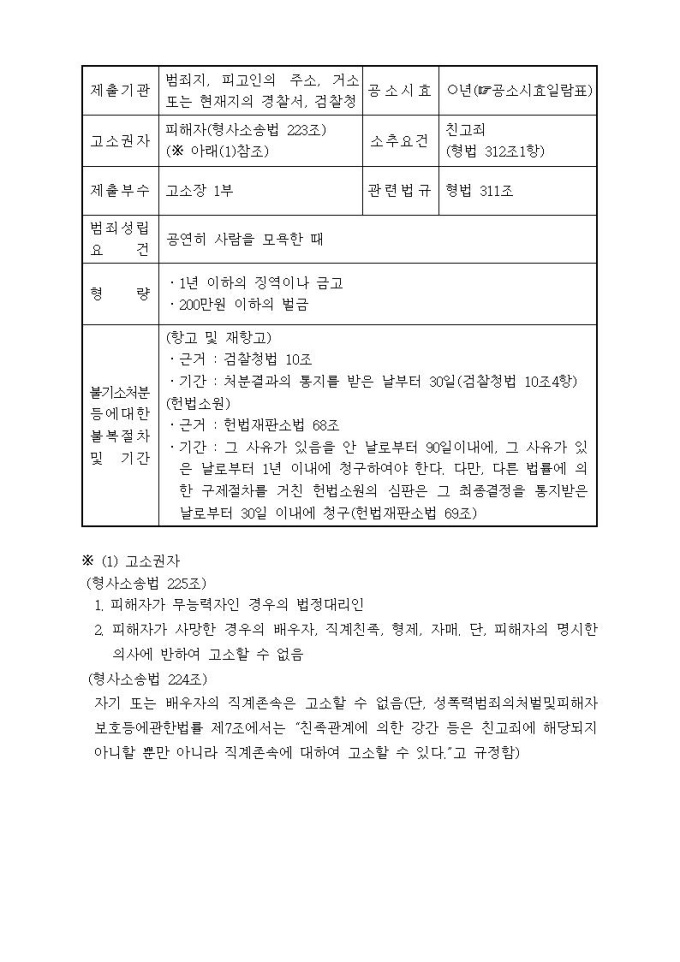 제출기관 범죄지, 피고인의 주소, 거소 또는 현재지의 경찰서, 검찰청 공소시효 ○년(☞공소시효일람표)
고소권자 피해자(형사소송법 223조)
(※ 아래(1)참조) 소추요건 친고죄
(형법 312조1항)
제출부수 고소장 1부 관련법규 형법 311조
범죄성립
요 건 공연히 사람을 모욕한 때
형 량 ·1년 이하의 징역이나 금고
·200만원 이하의 벌금
불기소처분
등에대한
불복절차
및 기간
(항고 및 재항고)
·근거 : 검찰청법 10조
·기간 : 처분결과의 통지를 받은 날부터 30일(검찰청법 10조4항)
(헌법소원)
·근거 : 헌법재판소법 68조
·기간 : 그 사유가 있음을 안 날로부터 90일이내에, 그 사유가 있
은 날로부터 1년 이내에 청구하여야 한다. 다만, 다른 법률에 의
한 구제절차를 거친 헌법소원의 심판은 그 최종결정을 통지받은
날로부터 30일 이내에 청구(헌법재판소법 69조)
※ (1) 고소권자
(형사소송법 225조)
1. 피해자가 무능력자인 경우의 법정대리인
2. 피해자가 사망한 경우의 배우자, 직계친족, 형제, 자매. 단, 피해자의 명시한
의사에 반하여 고소할 수 없음
(형사소송법 224조)
자기 또는 배우자의 직계존속은 고소할 수 없음(단, 성폭력범죄의처벌및피해자
보호등에관한법률 제7조에서는 "친족관계에 의한 강간 등은 친고죄에 해당되지
아니할 뿐만 아니라 직계존속에 대하여 고소할 수 있다."고 규정함)